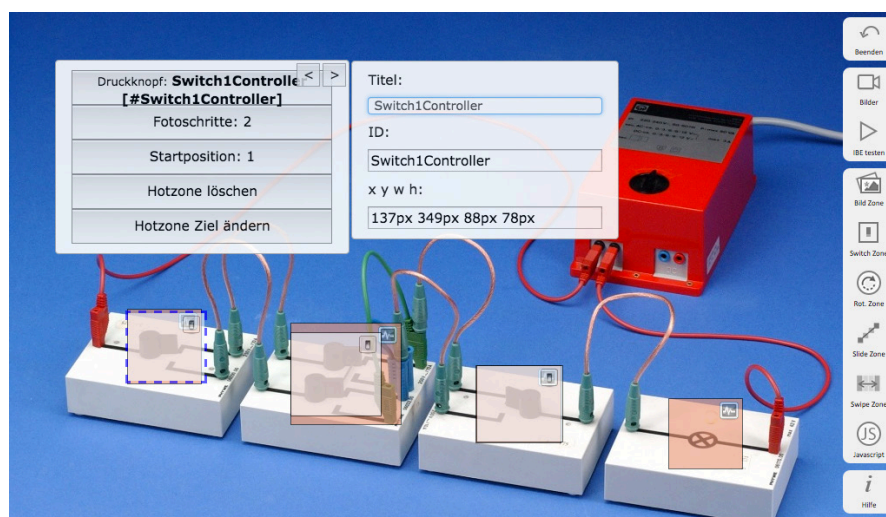 Druckknopf: Switch1Controlle
[#Switch1Controller]
< >
Fotoschritte: 2
Startposition: 1
Hotzone löschen
Hotzone Ziel ändern
Titel:
Switch1Controller
ID:
Switch1Controller
x y w h:
137px 349px 88px 78px
Beenden
Bilder
IBE testen
Bild Zone
Switch Zone
Rot. Zone
Slide Zone
Swipe Zone
JS
Javascript
i
Hilfe